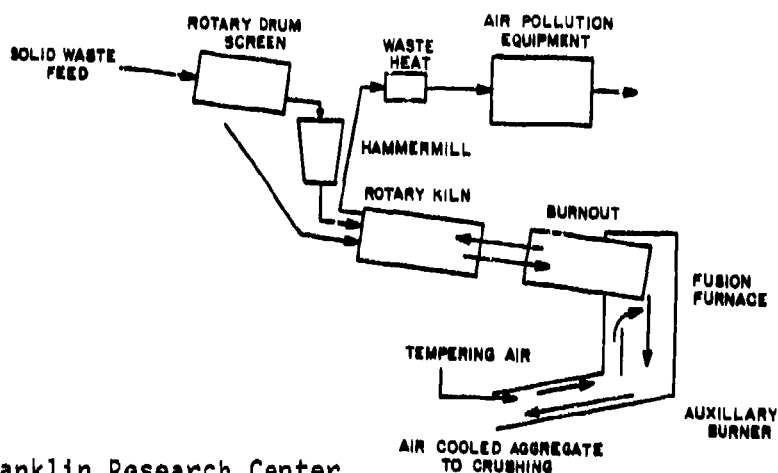 ROTARY DRUM
SCREEN
SOLID WASTE
FEED
WASTE
HEAT
AIR POLLUTION
EQUIPMENT
HAMMERMILL
ROTARY KILN
BURNOUT
FUSION
FURNACE
TEMPERING AIR
AUXILLARY
BURNER
AIR COOLED AGGREGATE
TO CRUSHING
anklin Research Center